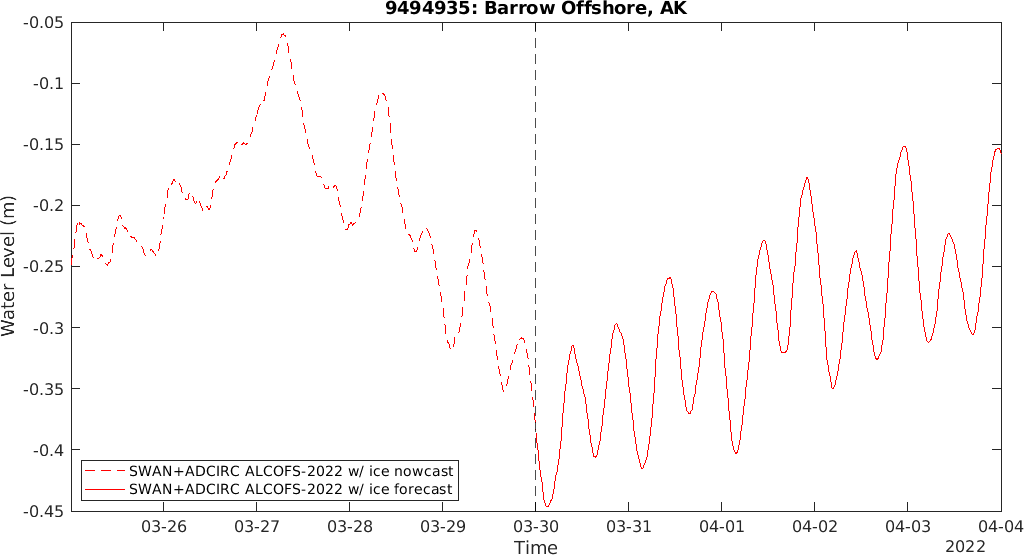 9494935: Barrow Offshore, AK
-0.05
-0.1
-0.15
-0.2
-0.25
-0.3
-0.35
-0.4
-0.45
Water Level (m)
SWAN+ADCIRC ALCOFS-2022 w/ ice nowcast
SWAN+ADCIRC ALCOFS-2022 w/ ice forecast
03-26 03-27 03-28 03-29 03-30 03-31 04-01 04-02 04-03 04-04
Time
2022